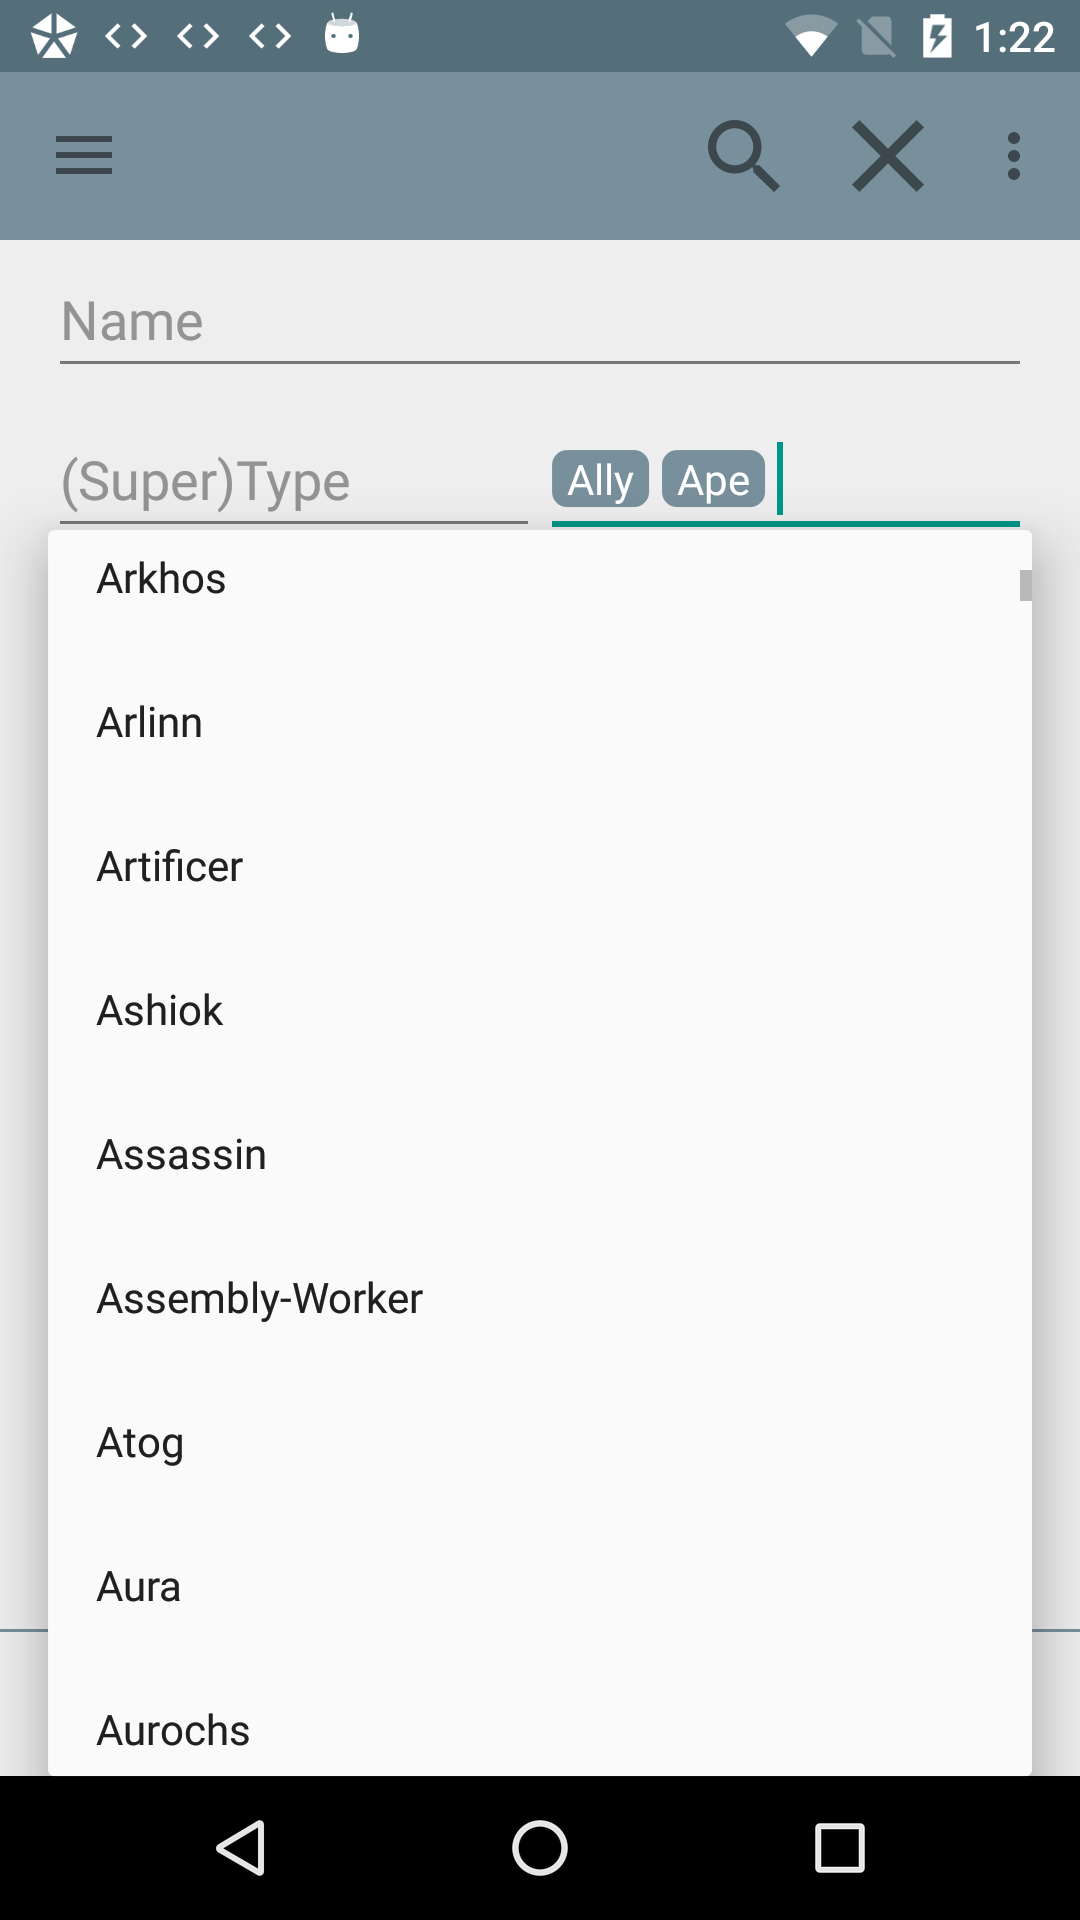 1:22
Name
(Super)Type Ally Ape
Arkhos
Arlinn
Artificer
Ashiok
Assassin
Assembly-Worker
Atog
Aura
Aurochs